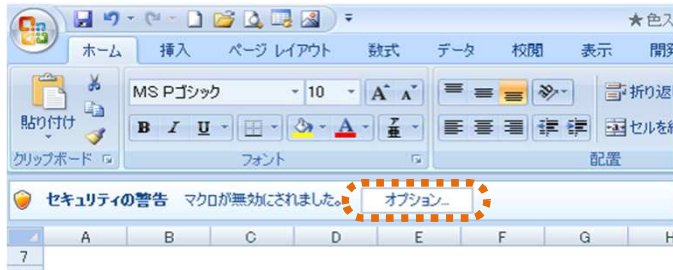 ★色ス
ホーム 挿入 ページ レイアウト 数式 データ 校閲 表示 開発
貼り付け
MS Pゴシック 10 A A 折り返
B I U A 亜 セルを結
クリップボード フォント 配置
セキュリティの警告 マクロが無効にされました。 オプション...
A B C D E F G H
7